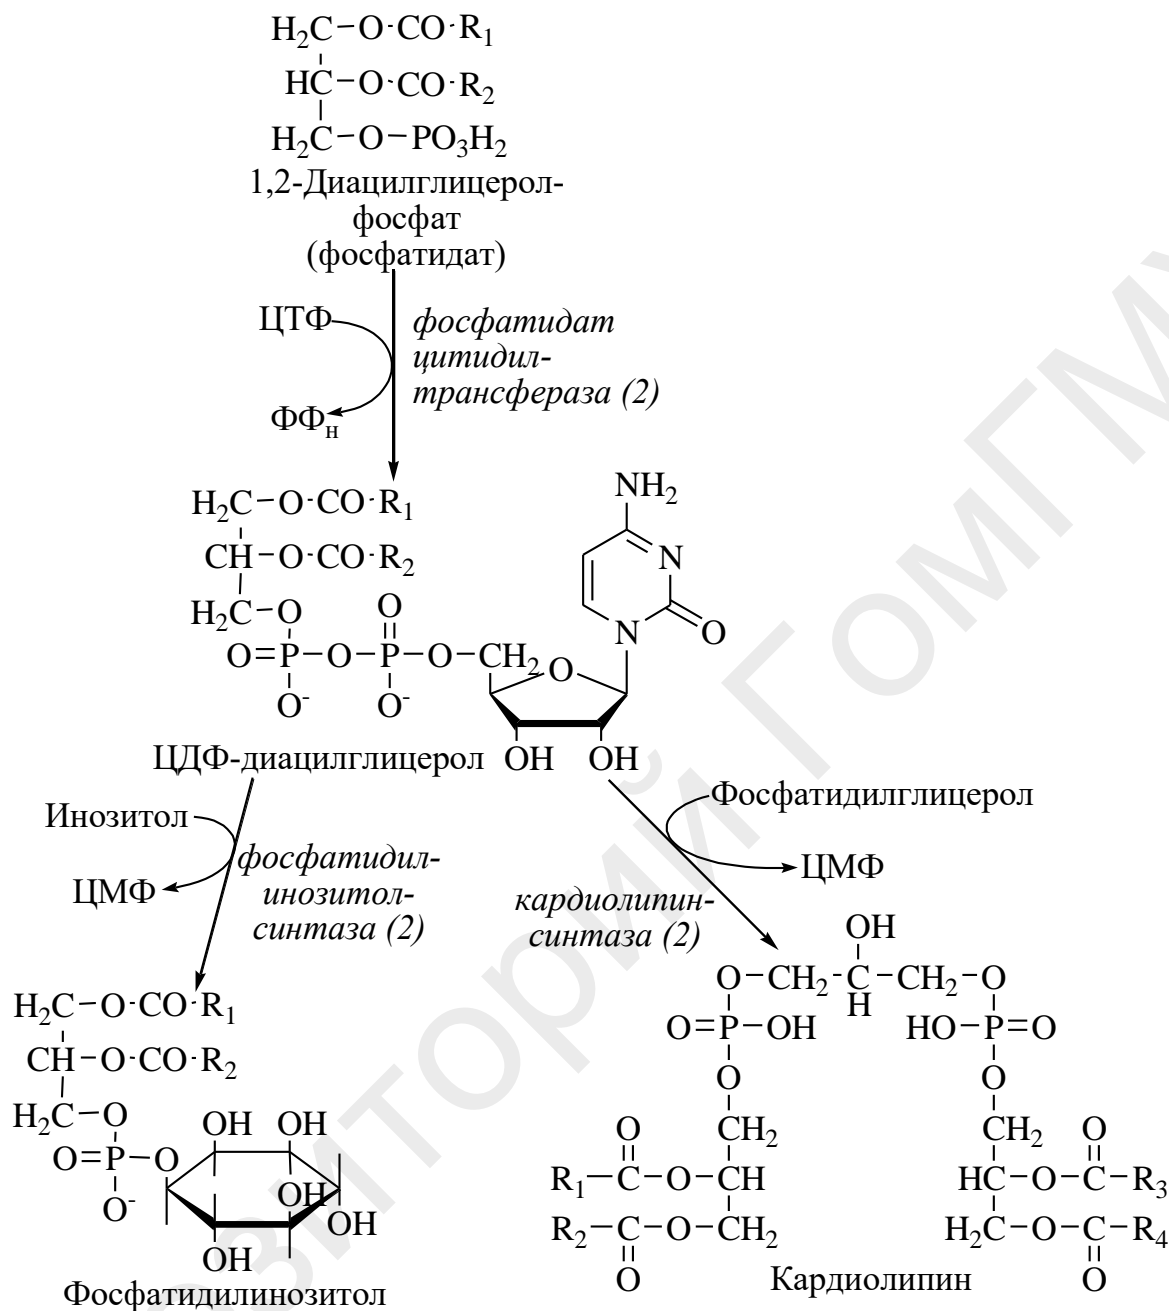 H₂C–O·CO·R₁
HC–O·CO·R₂
H₂C–O–PO₃H₂
1,2-Диацилглицерол-
фосфат
(фосфатидат)
ЦТФ
фосфатидат
цитидил-
трансфераза (2)
ФФн
H₂C–O·CO·R₁
CH–O·CO·R₂
H₂C–O
NH₂
N
O
N
O
O=P–O–P–O–CH₂
O
O⁻
O⁻
OH
OH
ЦДФ-диацилглицерол
Инозитол
ЦМФ
фосфатидил-
инозитол-
синтаза (2)
Фосфатидилглицерол
ЦМФ
кардиолипин-
синтаза (2)
H₂C–O·CO·R₁
CH–O·CO·R₂
H₂C–O
O=P–O
O⁻
OH
OH
OH
OH
OH
Фосфатидилинозитол
OH
O–CH₂–C–CH₂–O
H
O=P–OH
HO–P=O
O
O
CH₂
CH₂
O
O
R₁–C–O–CH
HC–O–C–R₃
R₂–C–O–CH₂
H₂C–O–C–R₄
O
O
Кардиолипин
зиторий ГомГМУ